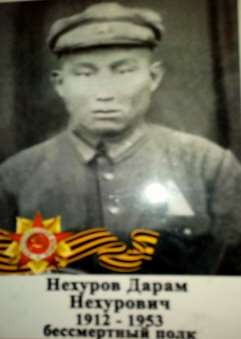 Нехуров Дарам
Нехурович
1912 - 1953
бессмертный полк